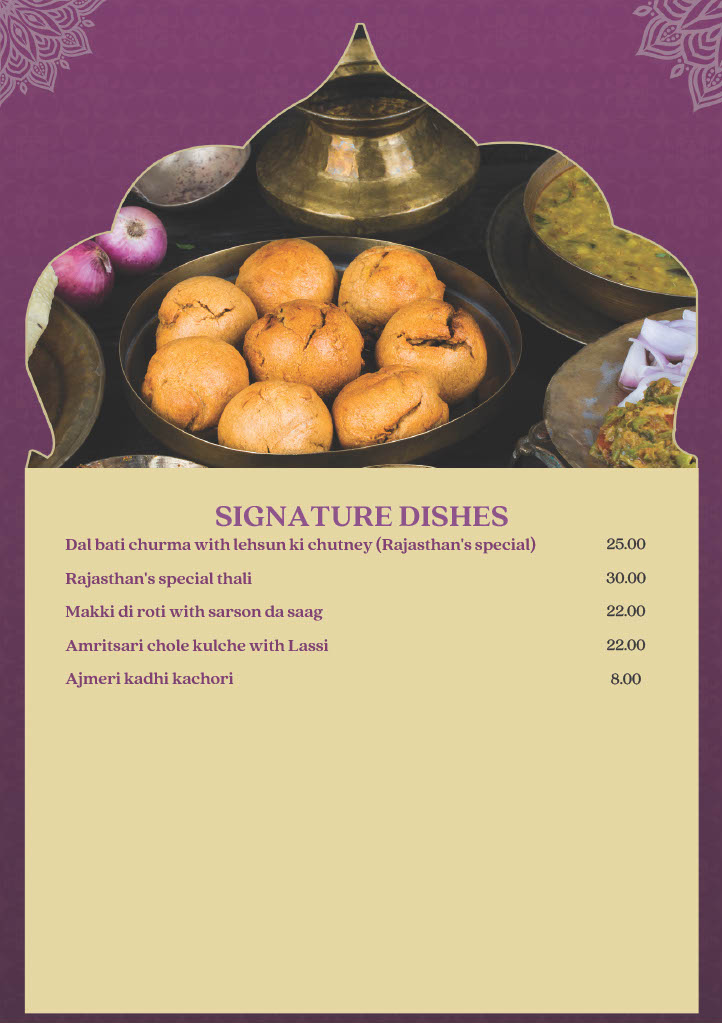 SIGNATURE DISHES
Dal bati churma with lehsun ki chutney (Rajasthan's special) 25.00
Rajasthan's special thali 30.00
Makki di roti with sarson da saag 22.00
Amritsari chole kulche with Lassi 22.00
Ajmeri kadhi kachori 8.00